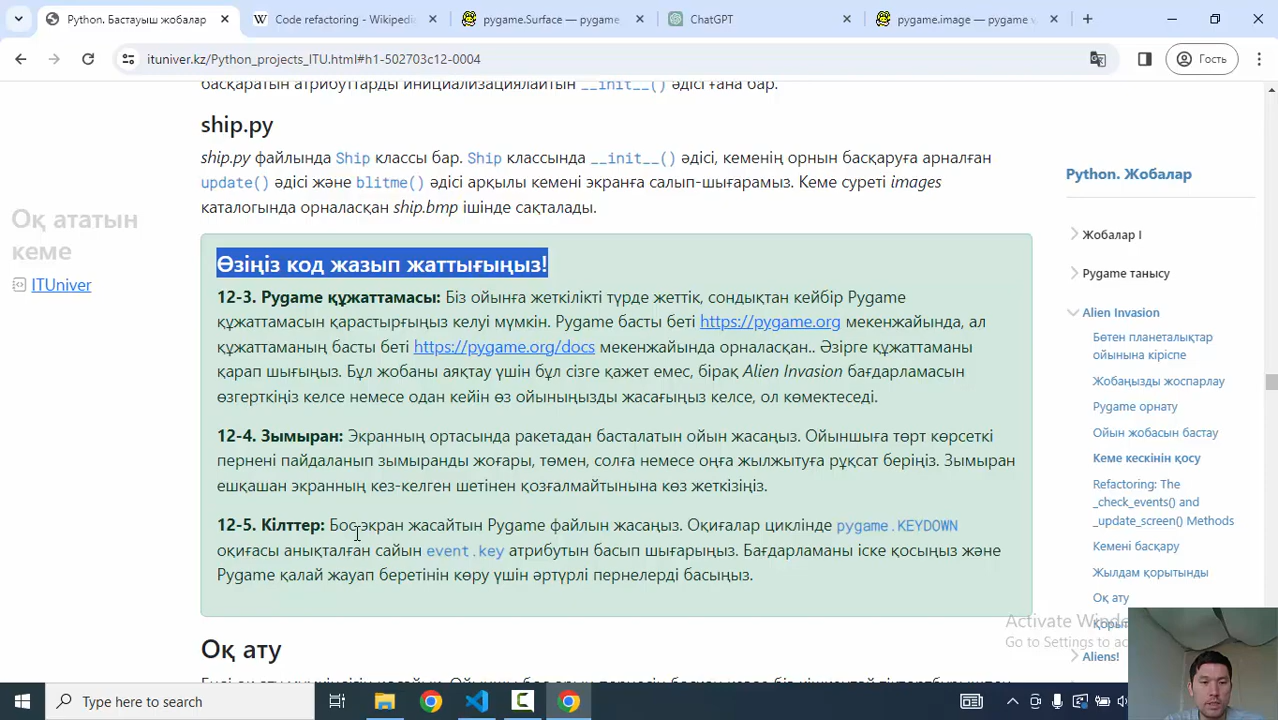 Python. Бастауыш жобалар
Code refactoring - Wikipedi
pygame.Surface — pygame
ChatGPT
pygame.image — pygame v
ituniver.kz/Python_projects_ITU.html#h1-502703c12-0004
Гость
басқаратын атрибуттарды инициализациялайтын __init__() әдісі ғана бар.
ship.py
ship.py файлында Ship классы бар. Ship классында __init__() әдісі, кеменің орнын басқаруға арналған
update() әдісі және blitme() әдісі арқылы кемені экранға салып-шығарамыз. Кеме суреті images
каталогында орналасқан ship.bmp ішінде сақталады.
Оқ ататын
кеме
ITUniver
Өзіңіз код жазып жаттығыңыз!
12-3. Pygame құжаттамасы: Біз ойынға жеткілікті түрде жеттік, сондықтан кейбір Pygame
құжаттамасын қарастырғыңыз келуі мүмкін. Pygame басты беті https://pygame.org мекенжайында, ал
құжаттаманың басты беті https://pygame.org/docs мекенжайында орналасқан.. Әзірге құжаттаманы
қарап шығыңыз. Бұл жобаны аяқтау үшін бұл сізге қажет емес, бірақ Alien Invasion бағдарламасын
өзгерткіңіз келсе немесе одан кейін өз ойыныңызды жасағыңыз келсе, ол көмектеседі.
12-4. Зымыран: Экранның ортасында ракетадан басталатын ойын жасаңыз. Ойыншыға төрт көрсеткі
пернені пайдаланып зымыранды жоғары, төмен, солға немесе оңға жылжытуға рұқсат беріңіз. Зымыран
ешқашан экранның кез-келген шетінен қозғалмайтынына көз жеткізіңіз.
12-5. Кілттер: Бос экран жасайтын Pygame файлын жасаңыз. Оқиғалар циклінде pygame.KEYDOWN
оқиғасы анықталған сайын event.key атрибутын басып шығарыңыз. Бағдарламаны іске қосыңыз және
Pygame қалай жауап беретінін көру үшін әртүрлі пернелерді басыңыз.
Оқ ату
Python. Жобалар
Жобалар I
Pygame танысу
Alien Invasion
Бөтен планеталықтар
ойынына кіріспе
Жобаңызды жоспарлау
Pygame орнату
Ойын жобасын бастау
Кеме кескінін қосу
Refactoring: The
_check_events() and
_update_screen() Methods
Кемені басқару
Жылдам қорытынды
Оқ ату
Aliens!
Activate Windo
Go to Settings to ac
Type here to search